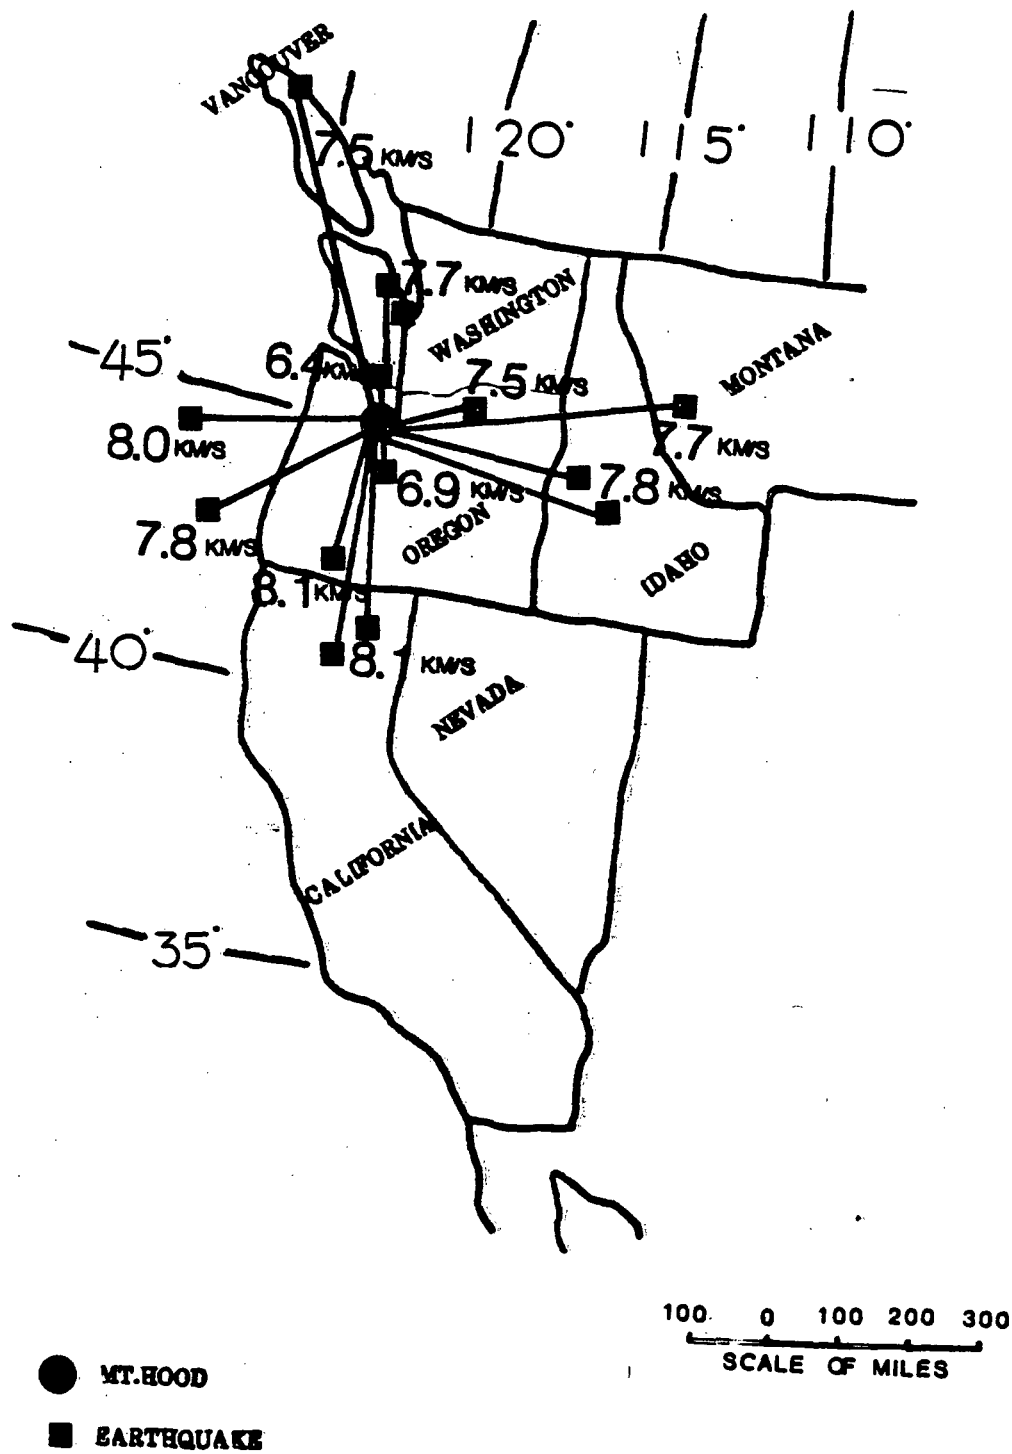 VANCOUVER
120° 115° 110°
7.5 KM/S
7.7 KM/S
WASHINGTON
45°
6.4 KM/S
7.5 KM/S
MONTANA
8.0 KM/S
7.7 KM/S
6.9 KM/S
7.8 KM/S
7.8 KM/S
OREGON
IDAHO
8.1 KM/S
40°
8.1 KM/S
NEVADA
CALIFORNIA
35°
100 0 100 200 300
SCALE OF MILES
MT.HOOD
EARTHQUAKE